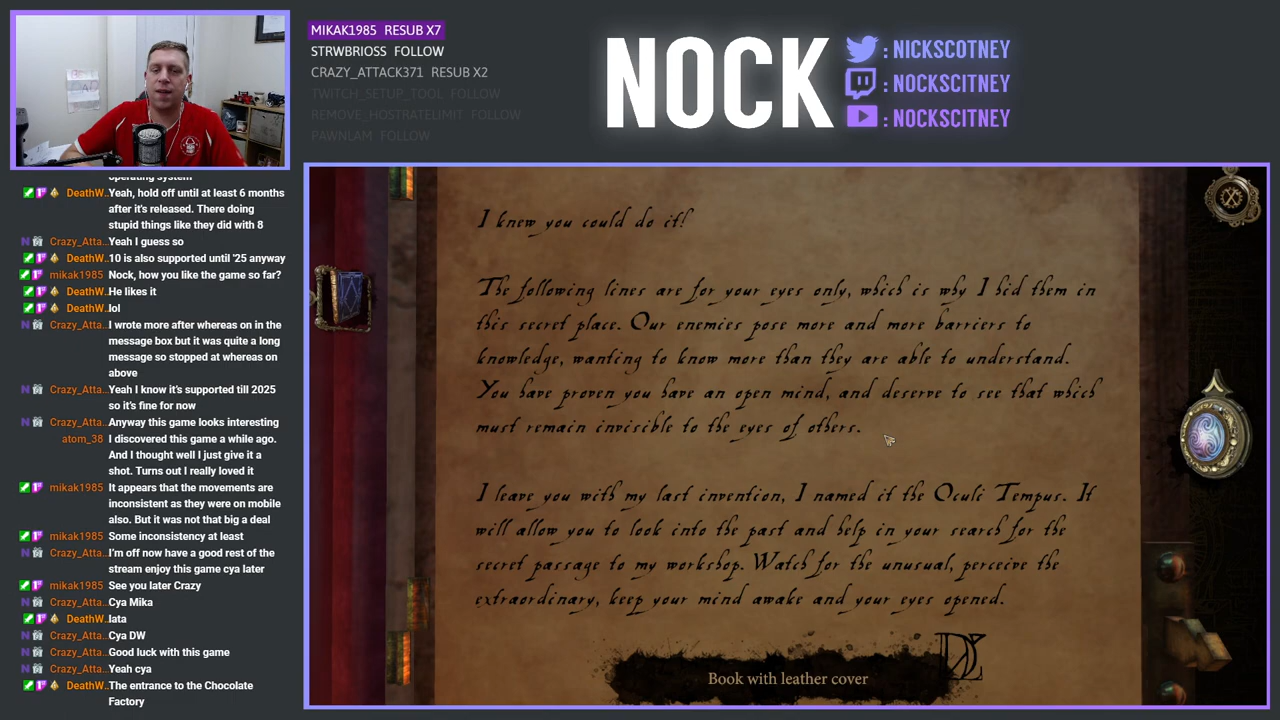 MIKAK1985 RESUB X7
STRWBRIOSS FOLLOW
CRAZY_ATTACK371 RESUB X2
TWITCH_SETUP_TOOL FOLLOW
REMOVE_HOSTRATELIMIT FOLLOW
PAWNLAM FOLLOW
NOCK
: NICKSCOTNEY
: NOCKSCITNEY
: NOCKSCITNEY
operating system
DeathW.. Yeah, hold off until at least 6 months
after it's released. There doing
stupid things like they did with 8
Crazy_Atta.. Yeah I guess so
DeathW.. 10 is also supported until '25 anyway
mikak1985 Nock, how you like the game so far?
DeathW.. He likes it
DeathW.. lol
Crazy_Atta.. I wrote more after whereas on in the
message box but it was quite a long
message so stopped at whereas on
above
Crazy_Atta.. Yeah I know it's supported till 2025
so it's fine for now
Crazy_Atta.. Anyway this game looks interesting
atom_38 I discovered this game a while ago.
And I thought well I just give it a
shot. Turns out I really loved it
mikak1985 It appears that the movements are
inconsistent as they were on mobile
also. But it was not that big a deal
mikak1985 Some inconsistency at least
Crazy_Atta.. I'm off now have a good rest of the
stream enjoy this game cya later
mikak1985 See you later Crazy
Crazy_Atta.. Cya Mika
DeathW.. lata
Crazy_Atta.. Cya DW
Crazy_Atta.. Good luck with this game
Crazy_Atta.. Yeah cya
DeathW.. The entrance to the Chocolate
Factory
I knew you could do it!
The following lines are for your eyes only, which is why I hid them in
this secret place. Our enemies pose more and more barriers to
knowledge, wanting to know more than they are able to understand.
You have proven you have an open mind, and deserve to see that which
must remain invisible to the eyes of others.
I leave you with my last invention, I named it the Oculi Tempus. It
will allow you to look into the past and help in your search for the
secret passage to my workshop. Watch for the unusual, perceive the
extraordinary, keep your mind awake and your eyes opened.
Book with leather cover